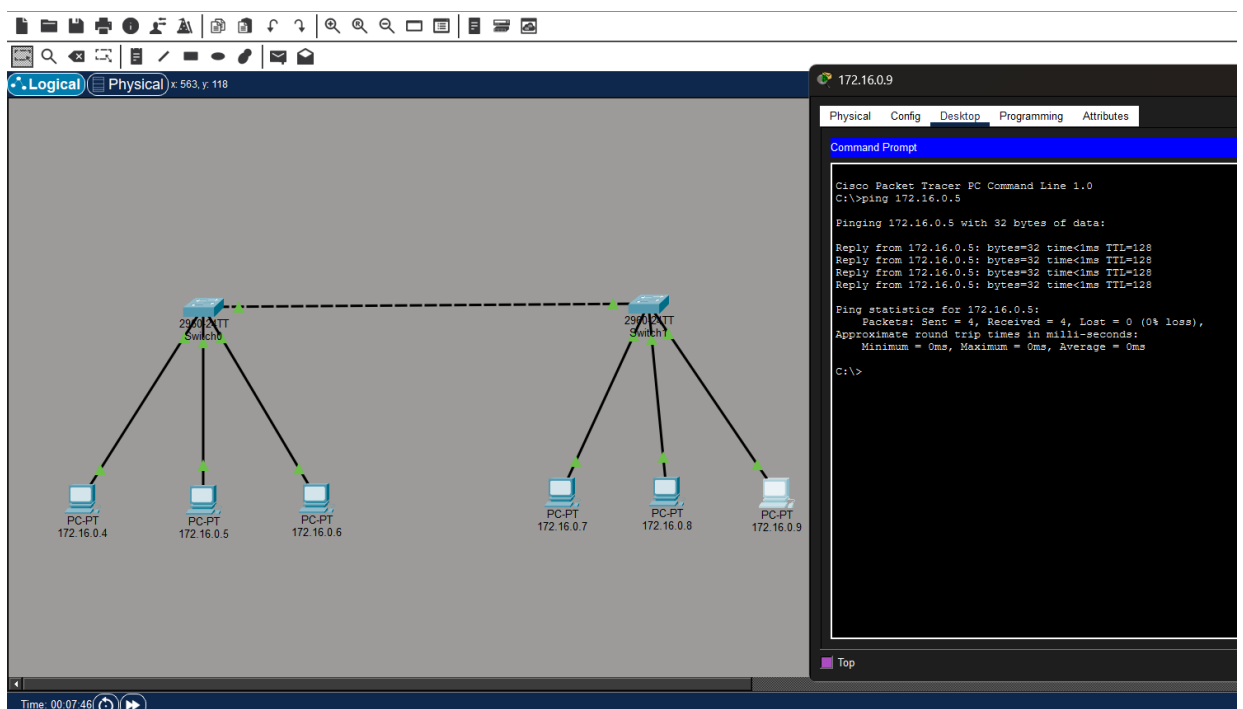 Logical
Physical
x: 563, y: 118
2950-24TT
Switch0
2960-24TT
Switch1
PC-PT
172.16.0.4
PC-PT
172.16.0.5
PC-PT
172.16.0.6
PC-PT
172.16.0.7
PC-PT
172.16.0.8
PC-PT
172.16.0.9
Time: 00:07:46
172.16.0.9
Physical Config Desktop Programming Attributes
Command Prompt
Cisco Packet Tracer PC Command Line 1.0
C:\>ping 172.16.0.5
Pinging 172.16.0.5 with 32 bytes of data:
Reply from 172.16.0.5: bytes=32 time<1ms TTL=128
Reply from 172.16.0.5: bytes=32 time<1ms TTL=128
Reply from 172.16.0.5: bytes=32 time<1ms TTL=128
Reply from 172.16.0.5: bytes=32 time<1ms TTL=128
Ping statistics for 172.16.0.5:
Packets: Sent = 4, Received = 4, Lost = 0 (0% loss),
Approximate round trip times in milli-seconds:
Minimum = 0ms, Maximum = 0ms, Average = 0ms
C:\>
Top